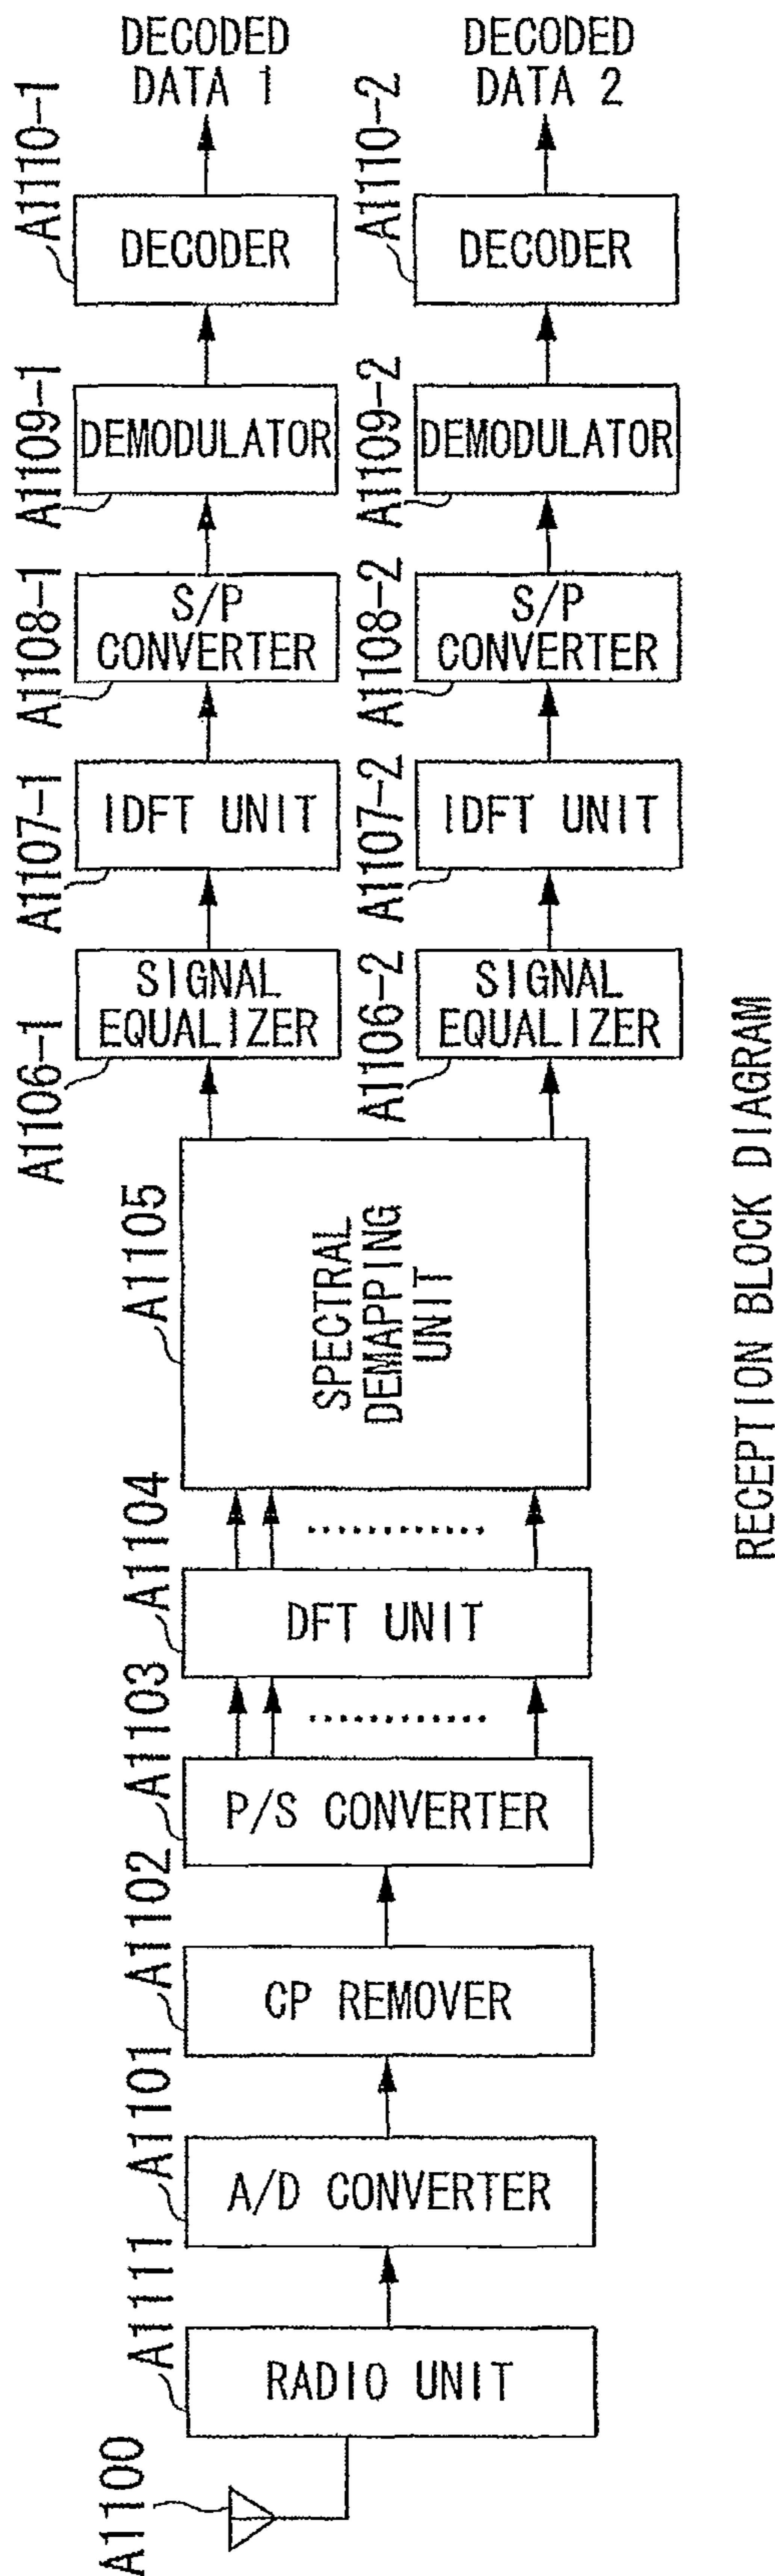 DECODED
DATA 1
DECODED
DATA 2
A1110-1
DECODER
A1110-2
DECODER
A1109-1
DEMODULATOR
A1109-2
DEMODULATOR
A1108-1
S/P
CONVERTER
A1108-2
S/P
CONVERTER
A1107-1
IDFT UNIT
A1107-2
IDFT UNIT
A1106-1
SIGNAL
EQUALIZER
A1106-2
SIGNAL
EQUALIZER
A1105
SPECTRAL
DEMAPPING
UNIT
A1104
DFT UNIT
A1103
P/S CONVERTER
A1102
CP REMOVER
A1101
A/D CONVERTER
A1111
RADIO UNIT
A1100
RECEPTION BLOCK DIAGRAM